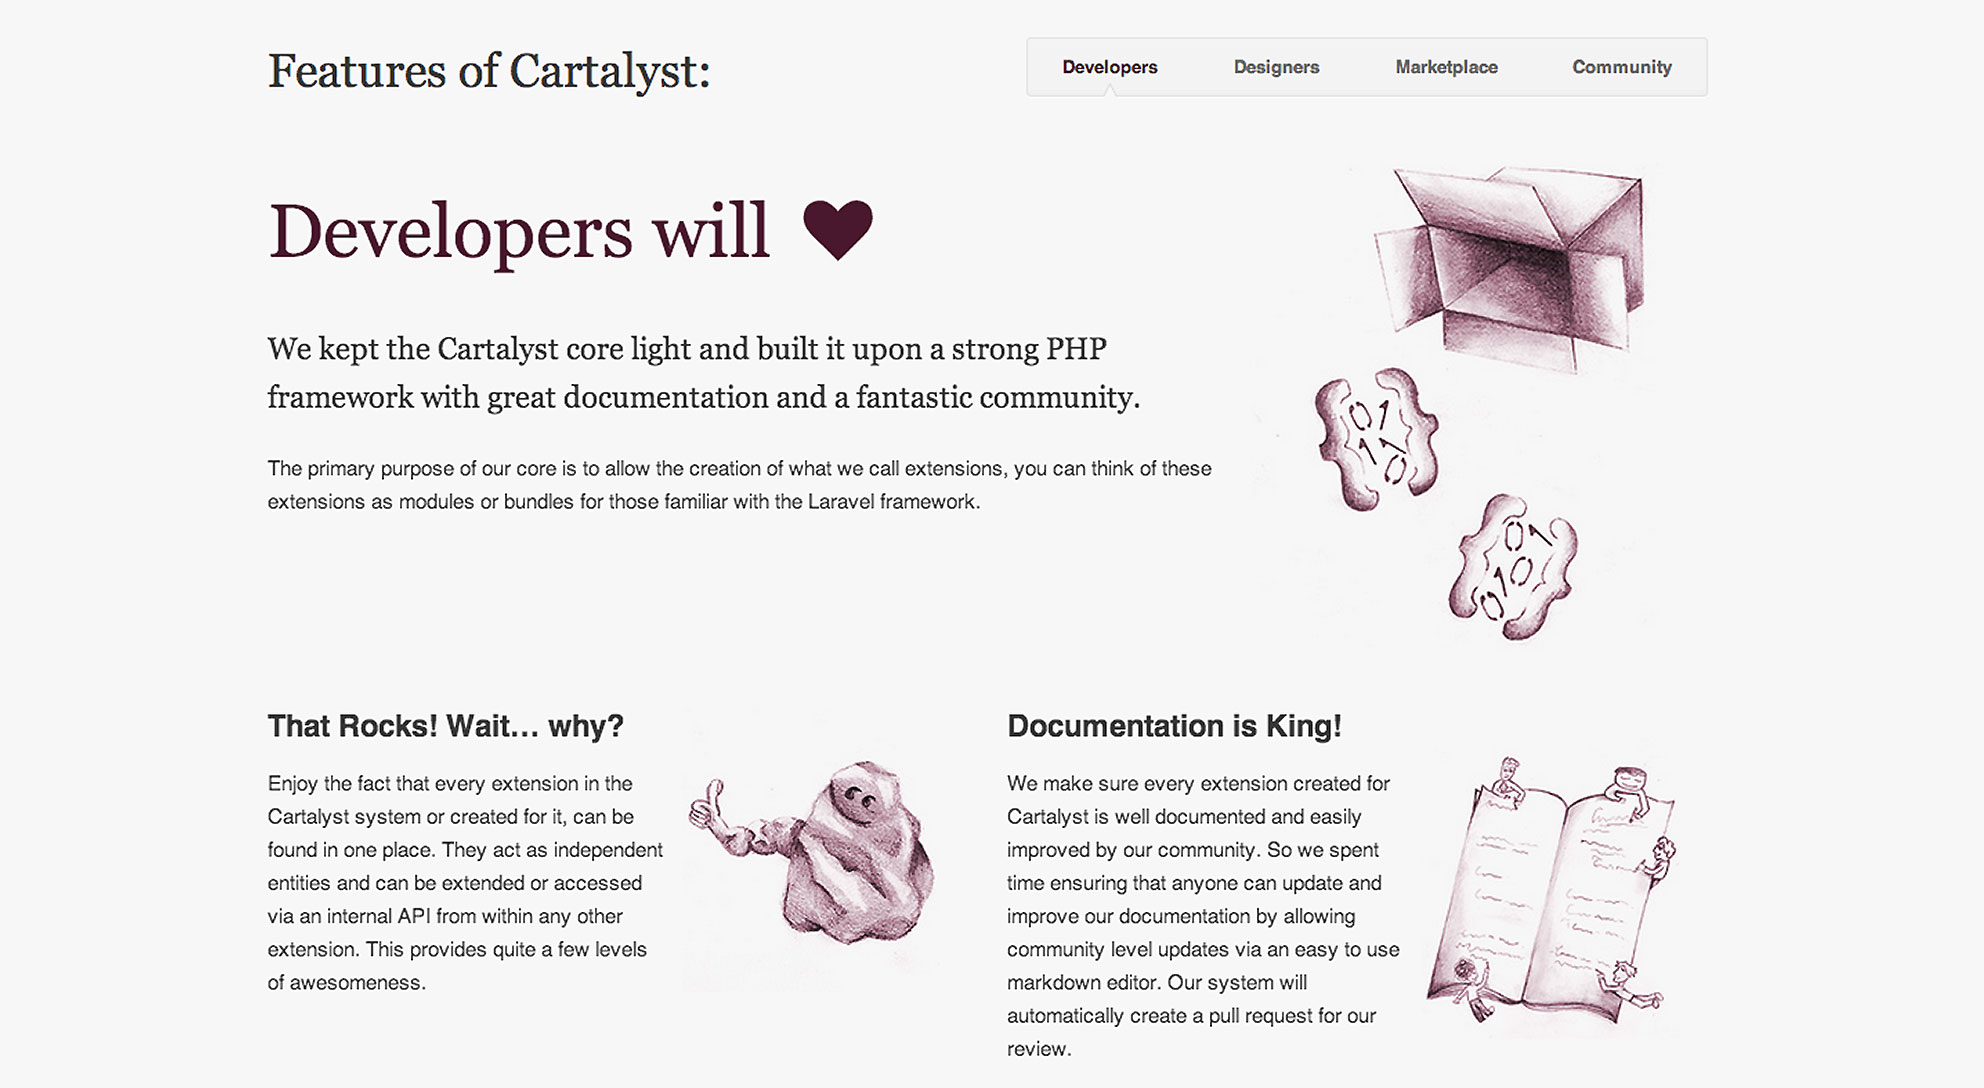 Features of Cartalyst:
Developers
Designers
Marketplace
Community
Developers will ♥
We kept the Cartalyst core light and built it upon a strong PHP
framework with great documentation and a fantastic community.
The primary purpose of our core is to allow the creation of what we call extensions, you can think of these
extensions as modules or bundles for those familiar with the Laravel framework.
01
11
0
01
01
0
That Rocks! Wait... why?
Enjoy the fact that every extension in the
Cartalyst system or created for it, can be
found in one place. They act as independent
entities and can be extended or accessed
via an internal API from within any other
extension. This provides quite a few levels
of awesomeness.
Documentation is King!
We make sure every extension created for
Cartalyst is well documented and easily
improved by our community. So we spent
time ensuring that anyone can update and
improve our documentation by allowing
community level updates via an easy to use
markdown editor. Our system will
automatically create a pull request for our
review.